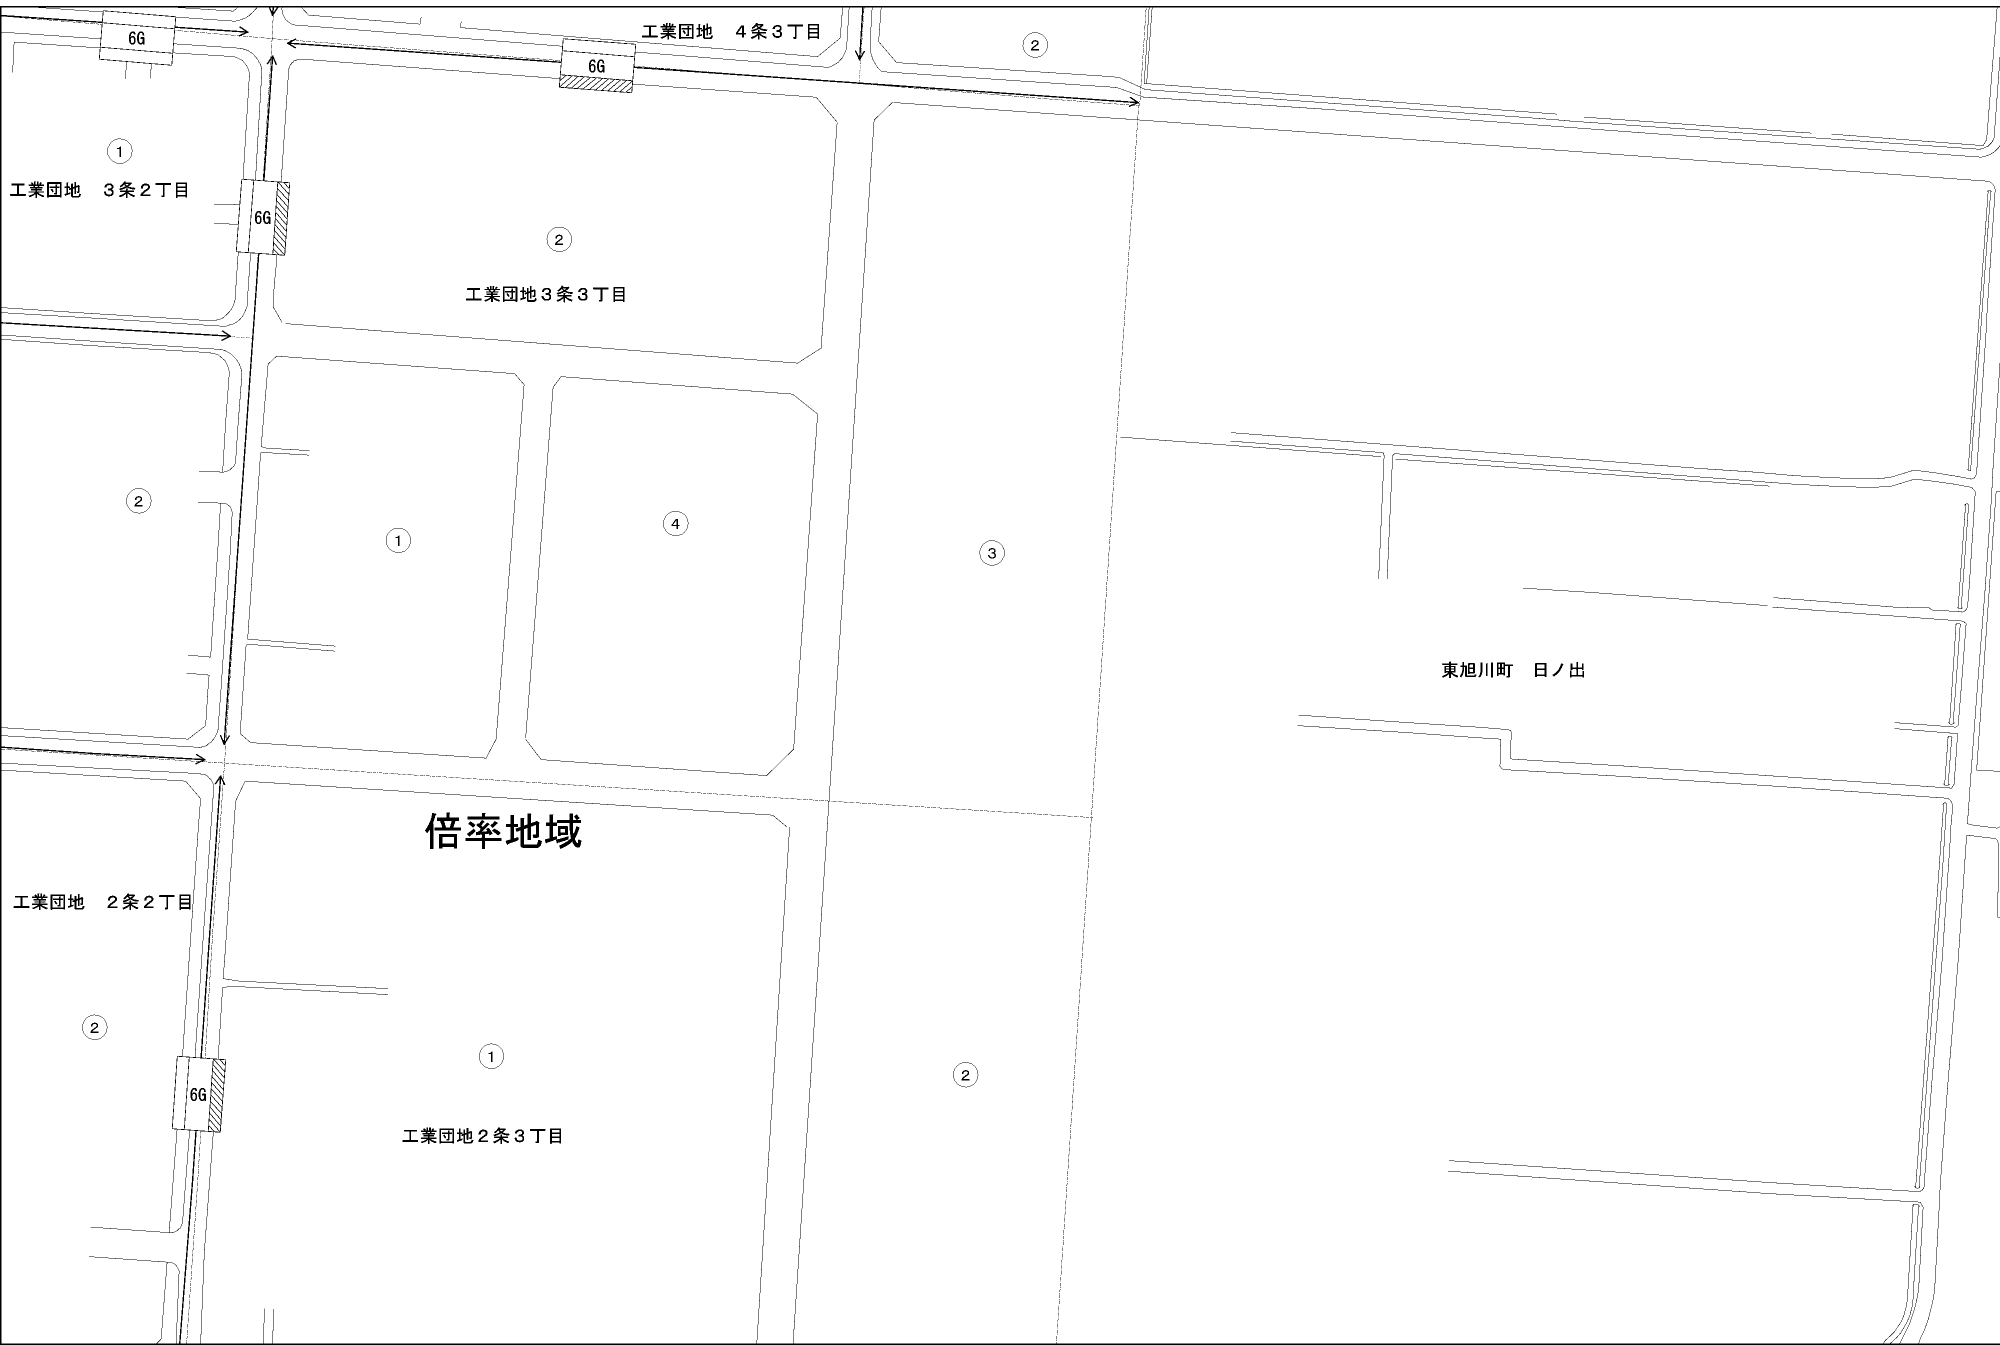 工業団地　４条３丁目
6G
②
6G
①
工業団地　３条２丁目
6G
②
工業団地３条３丁目
②
①
④
③
東旭川町　日ノ出
倍率地域
工業団地　２条２丁目
②
①
②
6G
工業団地２条３丁目